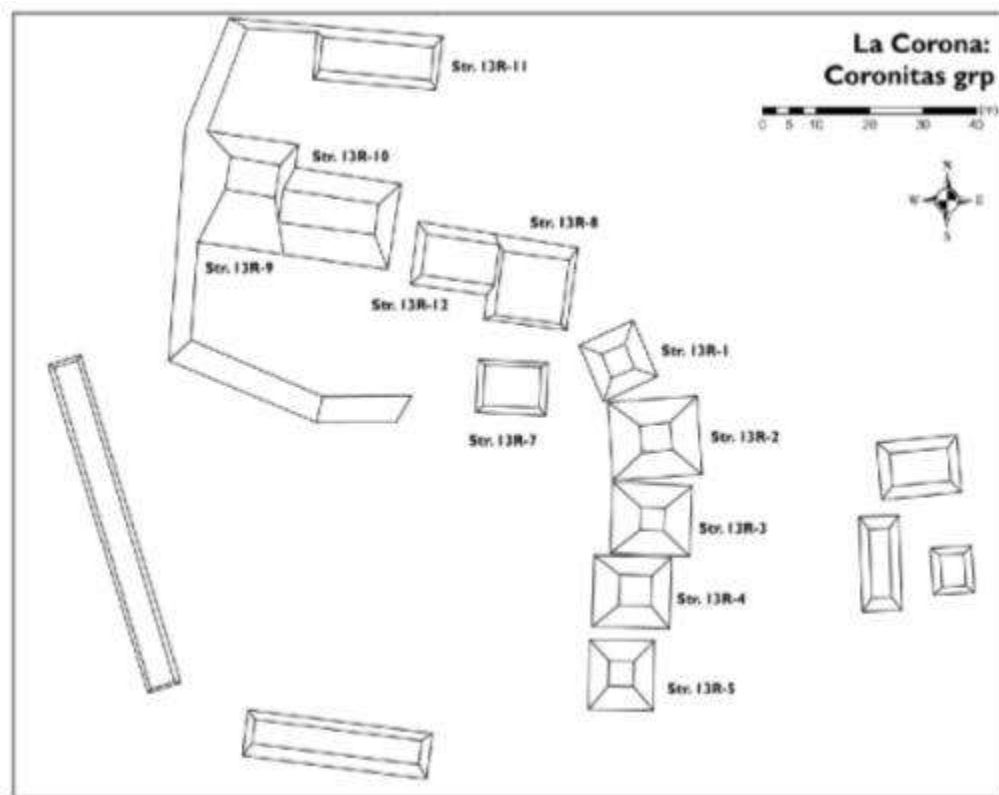 La Corona:
Coronitas grp
(m)
0 5 10 20 30 40
N
W E
S
Str. 13R-11
Str. 13R-10
Str. 13R-8
Str. 13R-9
Str. 13R-12
Str. 13R-1
Str. 13R-7
Str. 13R-2
Str. 13R-3
Str. 13R-4
Str. 13R-5